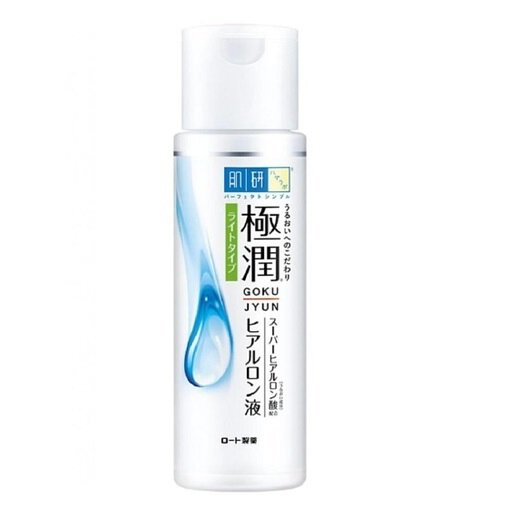 肌研
ハダラボ
パーフェクトシンプル
うるおいへのこだわり
極潤
ライトタイプ
GOKU
JYUN
スーパーヒアルロン酸
配合
ヒアルロン液
ロート製薬